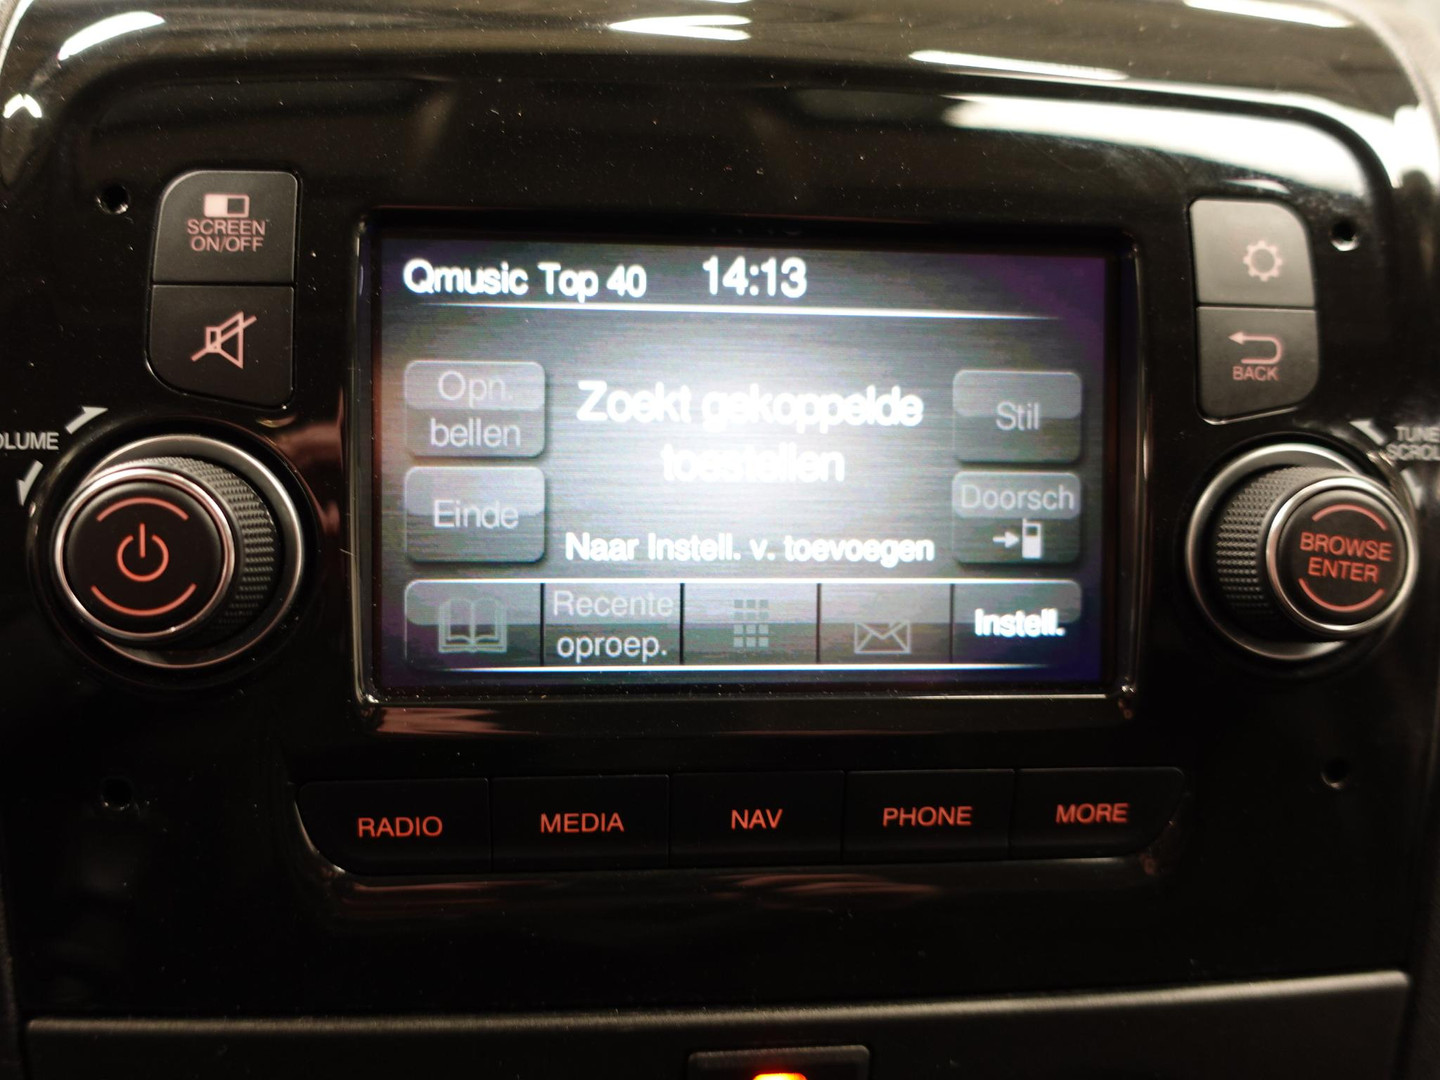 SCREEN
ON/OFF
OLUME
Qmusic Top 40 14:13
Opn.
bellen
Zoekt gekoppelde
toestellen
Stil
Einde
Doorsch
Naar Instell. v. toevoegen
Recente
oproep.
Instell.
BACK
TUNE
SCROL
BROWSE
ENTER
RADIO
MEDIA
NAV
PHONE
MORE